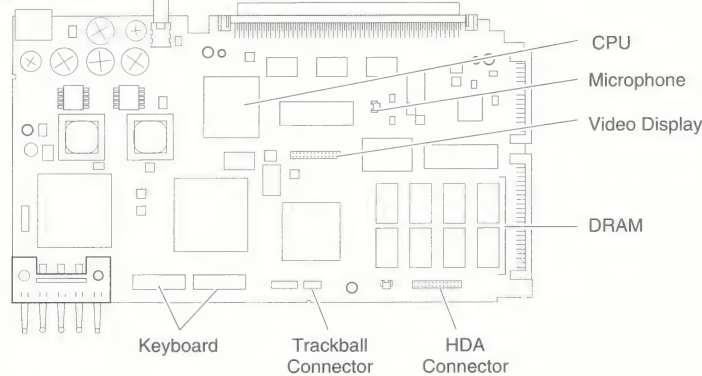 CPU
Microphone
Video Display
DRAM
Keyboard
Trackball
Connector
HDA
Connector